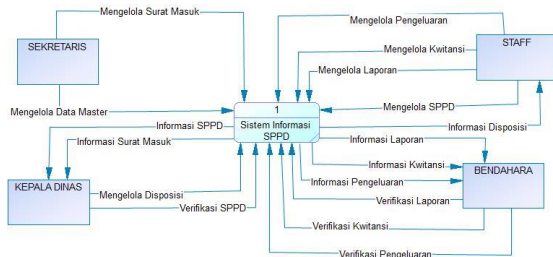 Mengelola Surat Masuk
Mengelola Pengeluaran
SEKRETARIS
STAFF
Mengelola Kwitansi
Mengelola Laporan
Mengelola Data Master
1
Mengelola SPPD
Sistem Informasi
SPPD
Informasi SPPD
Informasi Disposisi
Informasi Surat Masuk
Informasi Laporan
Informasi Kwitansi
KEPALA DINAS
Informasi Pengeluaran
BENDAHARA
Mengelola Disposisi
Verifikasi SPPD
Verifikasi Laporan
Verifikasi Kwitansi
Verifikasi Pengeluaran